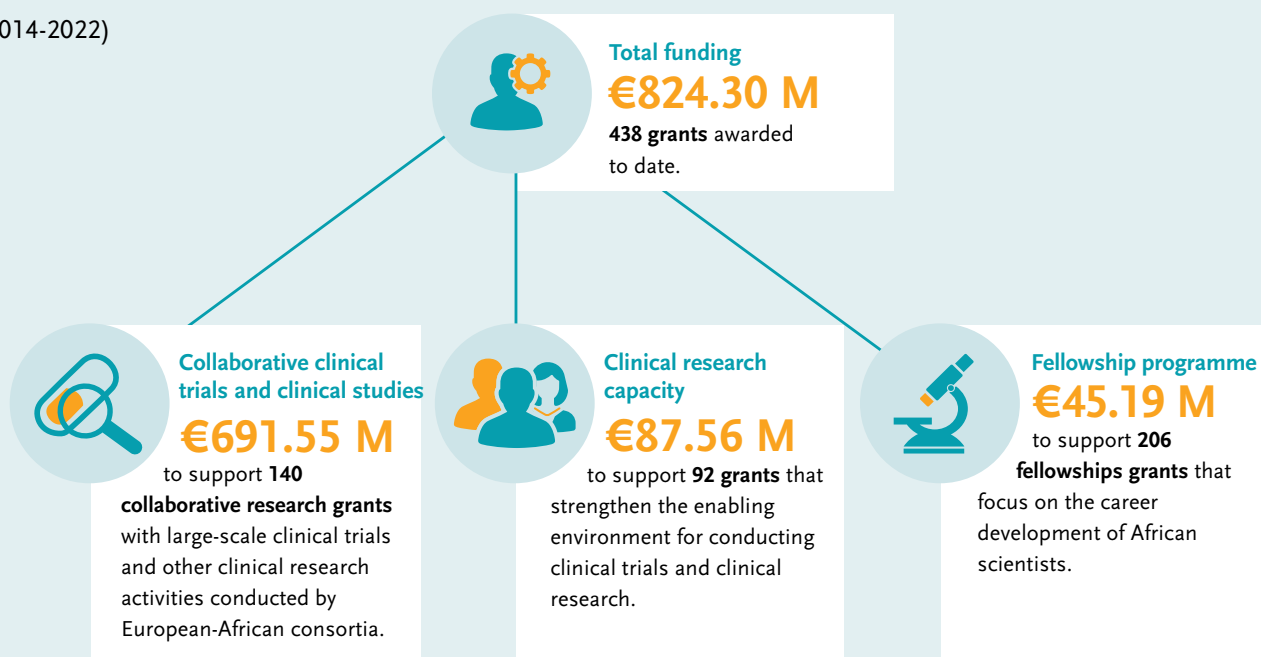 014-2022)
Total funding
€824.30 M
438 grants awarded
to date.
Collaborative clinical
trials and clinical studies
€691.55 M
to support 140
collaborative research grants
with large-scale clinical trials
and other clinical research
activities conducted by
European-African consortia.
Clinical research
capacity
€87.56 M
to support 92 grants that
strengthen the enabling
environment for conducting
clinical trials and clinical
research.
Fellowship programme
€45.19 M
to support 206
fellowships grants that
focus on the career
development of African
scientists.